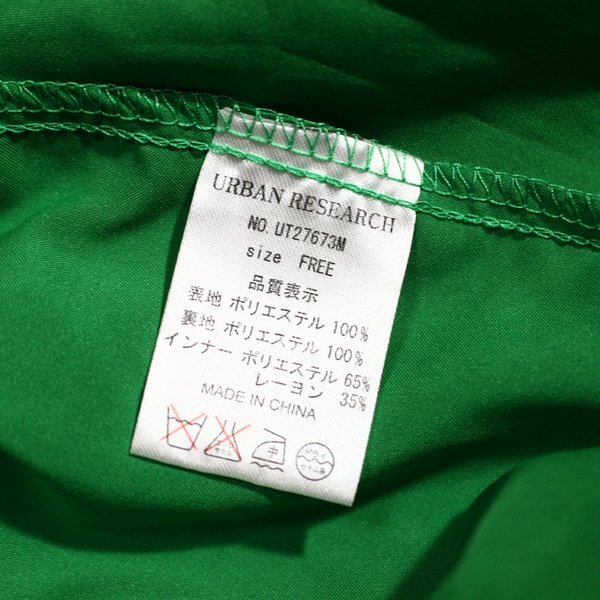 URBAN RESEARCH
NO. UT27673M
size FREE
品質表示
表地 ポリエステル 100%
裏地 ポリエステル 100%
インナー ポリエステル 65%
レーヨン 35%
MADE IN CHINA
中